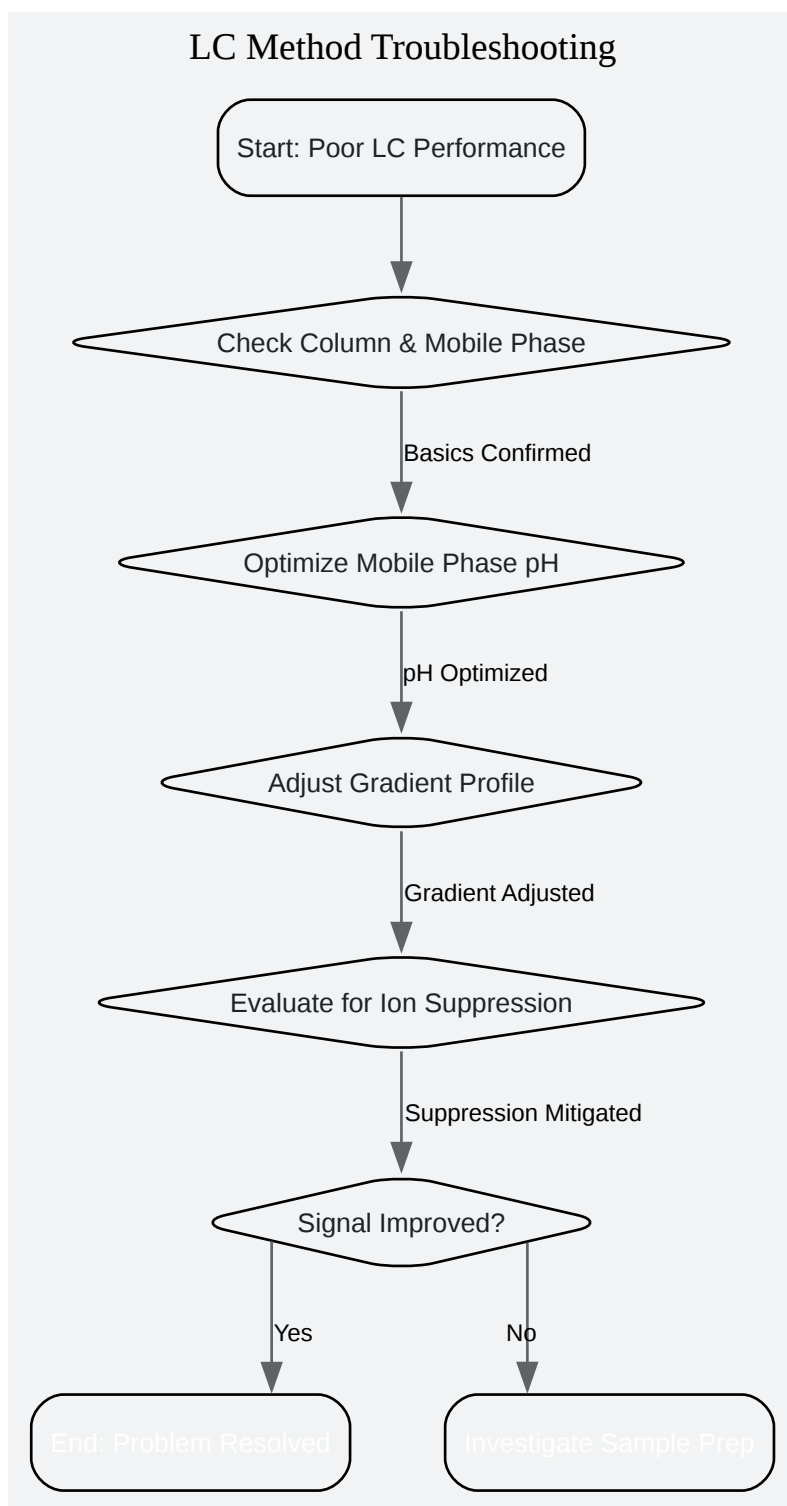 LC Method Troubleshooting
Start: Poor LC Performance
Check Column & Mobile Phase
Basics Confirmed
Optimize Mobile Phase pH
pH Optimized
Adjust Gradient Profile
Gradient Adjusted
Evaluate for Ion Suppression
Suppression Mitigated
Signal Improved?
Yes
No
End: Problem Resolved
Investigate Sample Prep